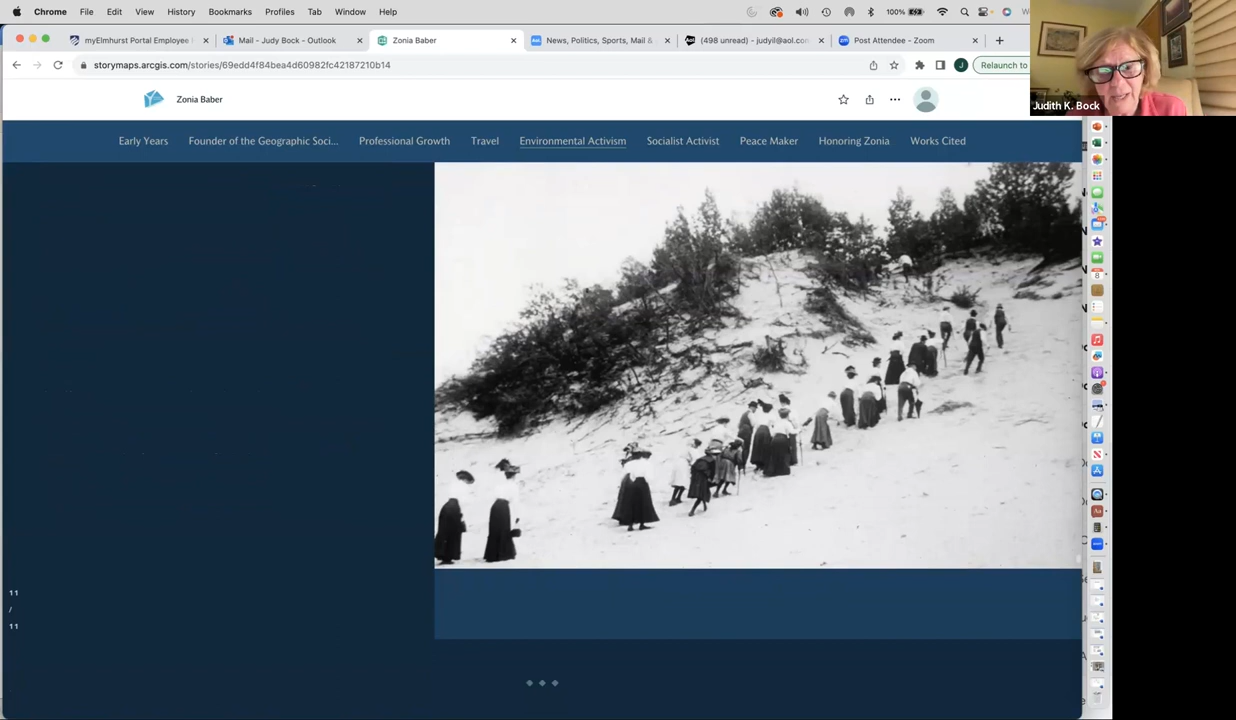 Chrome File Edit View History Bookmarks Profiles Tab Window Help 100%
myElmhurst Portal Employee Mail - Judy Bock - Outlook Zonia Baber News, Politics, Sports, Mail & (498 unread) - judyil@aol.com Post Attendee - Zoom
storymaps.arcgis.com/stories/69edd4f84bea4d60982fc42187210b14 Relaunch to
Judith K. Bock
Zonia Baber
Early Years Founder of the Geographic Soci... Professional Growth Travel Environmental Activism Socialist Activist Peace Maker Honoring Zonia Works Cited
11
/
11